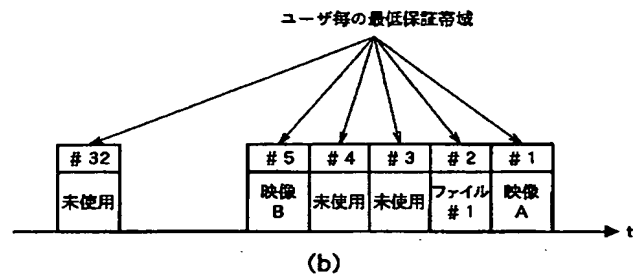 ユーザ毎の最低保証帯域
# 32
# 5
# 4
# 3
# 2
# 1
未使用
映像
B
未使用
未使用
ファイル
# 1
映像
A
t
(b)